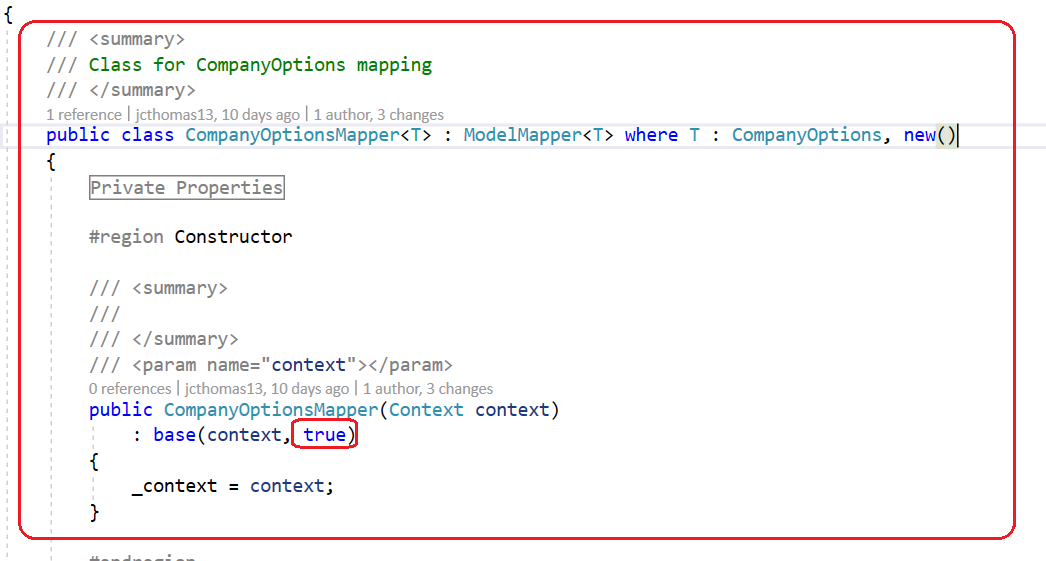 {
/// <summary>
/// Class for CompanyOptions mapping
/// </summary>
1 reference | jcthomas13, 10 days ago | 1 author, 3 changes
public class CompanyOptionsMapper<T> : ModelMapper<T> where T : CompanyOptions, new()
{
Private Properties
#region Constructor
/// <summary>
///
/// </summary>
/// <param name="context"></param>
0 references | jcthomas13, 10 days ago | 1 author, 3 changes
public CompanyOptionsMapper(Context context)
: base(context, true)
{
_context = context;
}
#endregion